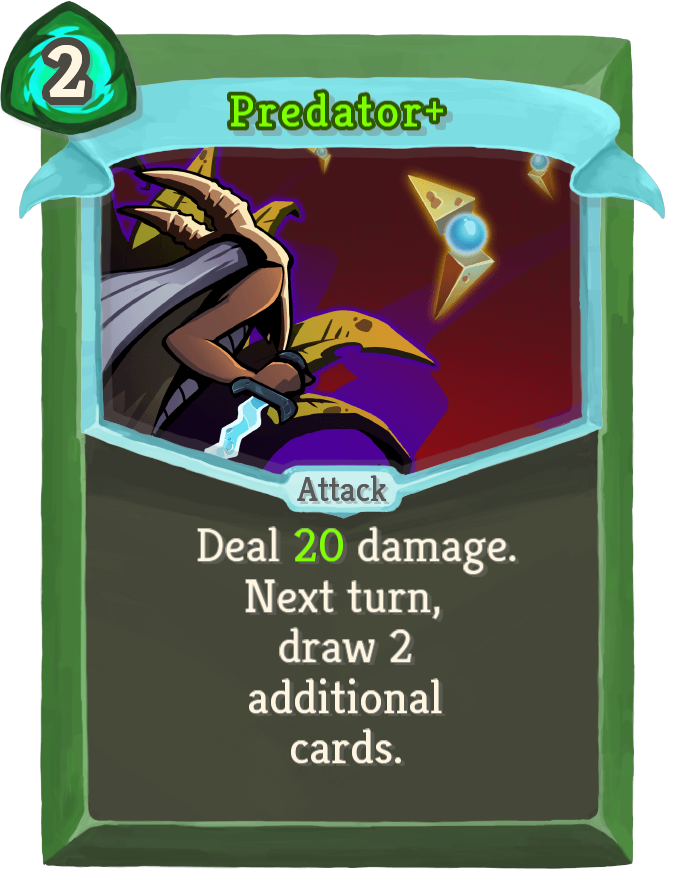 2
Predator+
Attack
Deal 20 damage.
Next turn,
draw 2
additional
cards.